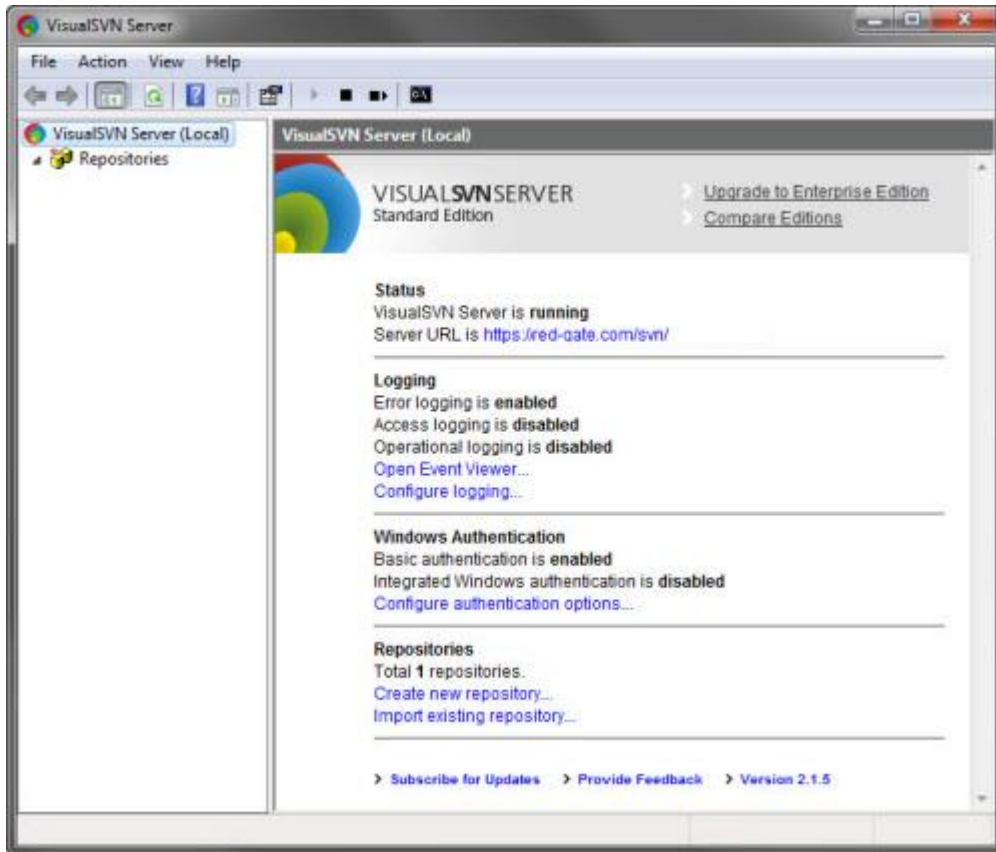 VisualSVN Server
File Action View Help
VisualSVN Server (Local)
Repositories
VisualSVN Server (Local)
VISUALSVNSERVER
Standard Edition
Upgrade to Enterprise Edition
Compare Editions
Status
VisualSVN Server is running
Server URL is https://red-gate.com/svn/
Logging
Error logging is enabled
Access logging is disabled
Operational logging is disabled
Open Event Viewer...
Configure logging...
Windows Authentication
Basic authentication is enabled
Integrated Windows authentication is disabled
Configure authentication options...
Repositories
Total 1 repositories.
Create new repository...
Import existing repository...
> Subscribe for Updates > Provide Feedback > Version 2.1.5